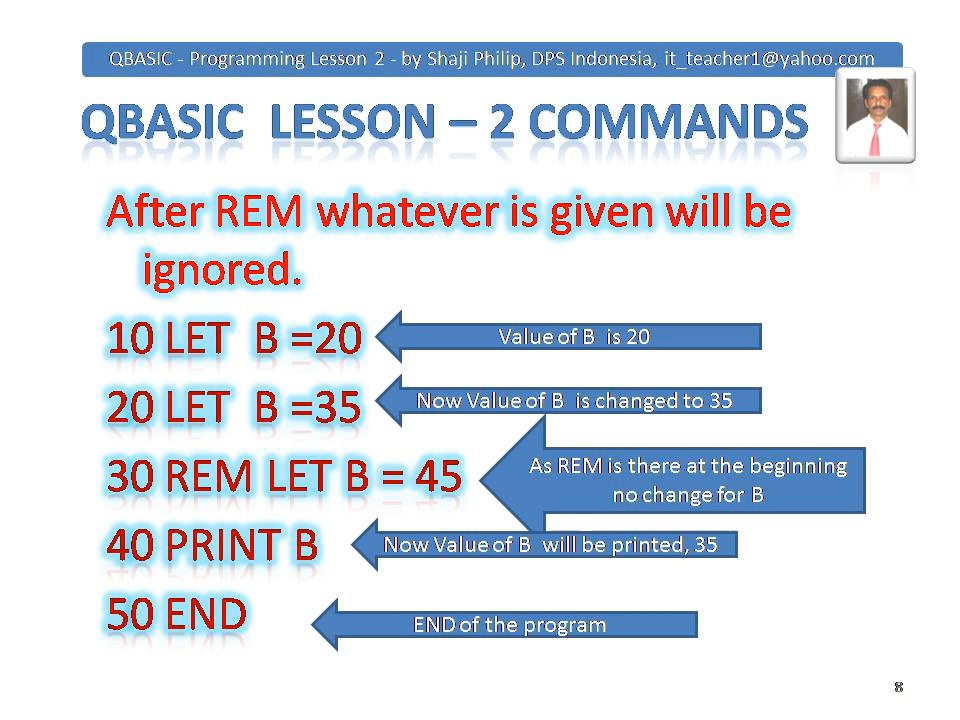 QBASIC - Programming Lesson 2 - by Shaji Philip, DPS Indonesia, it_teacher1@yahoo.com
QBASIC LESSON – 2 COMMANDS
After REM whatever is given will be
ignored.
10 LET B =20
Value of B is 20
20 LET B =35
Now Value of B is changed to 35
30 REM LET B = 45
As REM is there at the beginning
no change for B
40 PRINT B
Now Value of B will be printed, 35
50 END
END of the program
8